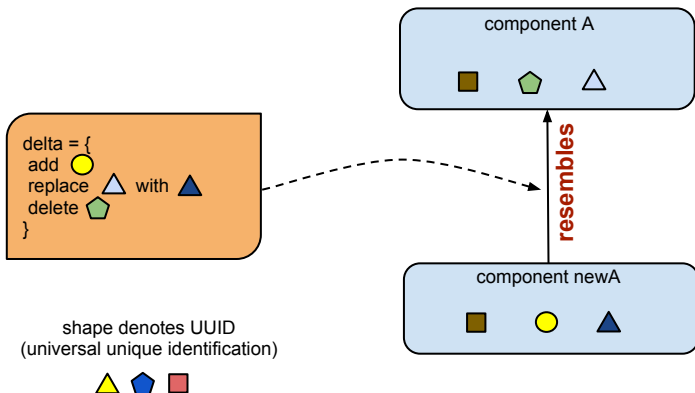 component A
delta = {
add
replace with
delete
}
resembles
component newA
shape denotes UUID
(universal unique identification)